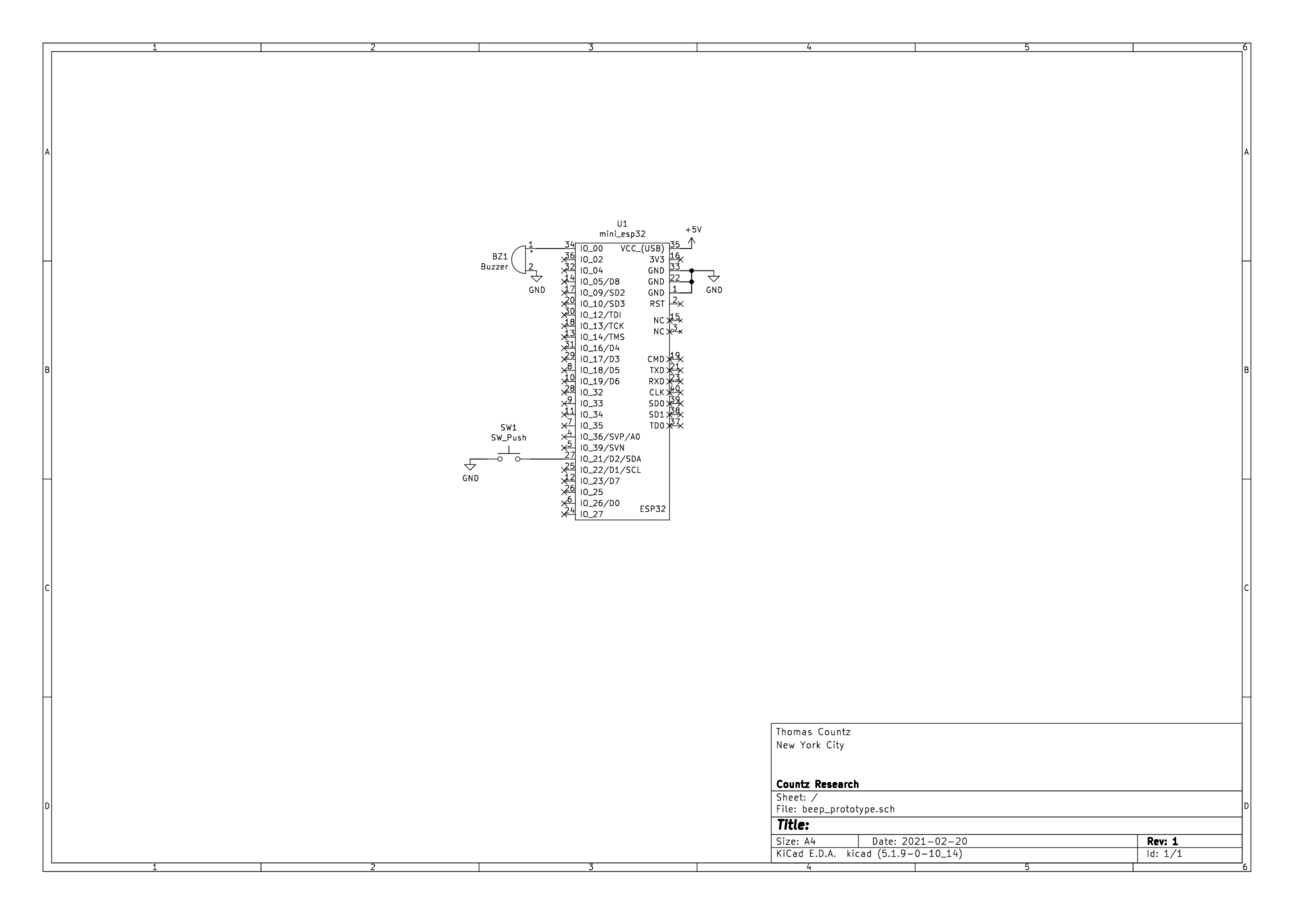 1 2 3 4 5 6
A A
U1
mini_esp32
+5V
1 34 IO_00 VCC_(USB) 35
BZ1
+
36 IO_02 3V3 16
Buzzer 2 32 IO_04 GND 33
14 IO_05/D8 GND 22
GND 17 IO_09/SD2 GND 1 GND
20 IO_10/SD3 RST 2
30 IO_12/TDI
18 IO_13/TCK NC 15
13 IO_14/TMS NC 3
31 IO_16/D4
29 IO_17/D3 CMD 19
B 8 IO_18/D5 TXD 21 B
10 IO_19/D6 RXD 23
28 IO_32 CLK 40
9 IO_33 SD0 39
11 IO_34 SD1 38
7 IO_35 TD0 37
SW1
4 IO_36/SVP/A0
SW_Push
5 IO_39/SVN
27 IO_21/D2/SDA
25 IO_22/D1/SCL
GND
12 IO_23/D7
26 IO_25
6 IO_26/D0
ESP32
24 IO_27
C C
Thomas Countz
New York City
Countz Research
Sheet: /
D D
File: beep_prototype.sch
Title:
Size: A4 Date: 2021-02-20 Rev: 1
KiCad E.D.A. kicad (5.1.9-0-10_14) Id: 1/1
1 2 3 4 5 6